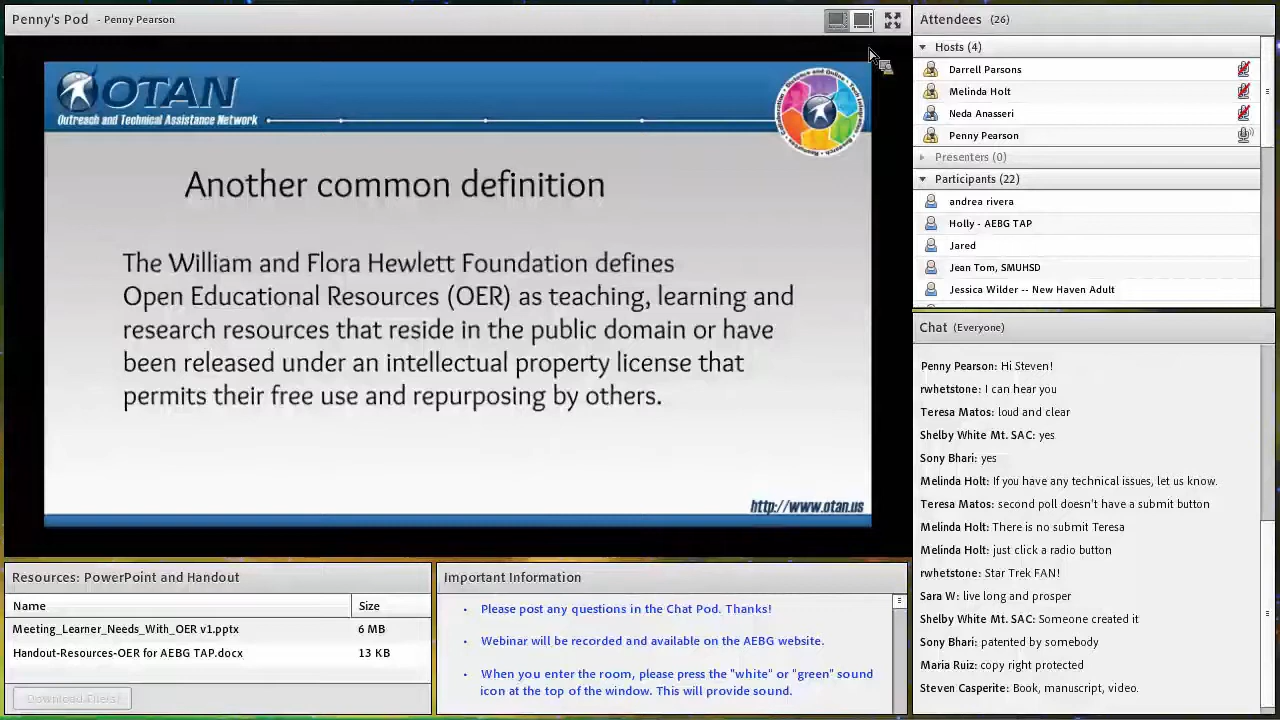 Penny's Pod - Penny Pearson
OTAN
Outreach and Technical Assistance Network
Another common definition
The William and Flora Hewlett Foundation defines
Open Educational Resources (OER) as teaching, learning and
research resources that reside in the public domain or have
been released under an intellectual property license that
permits their free use and repurposing by others.
http://www.otan.us
Resources: PowerPoint and Handout
Name Size
Meeting_Learner_Needs_With_OER v1.pptx 6 MB
Handout-Resources-OER for AEBG TAP.docx 13 KB
Download File(s)
Important Information
• Please post any questions in the Chat Pod. Thanks!
• Webinar will be recorded and available on the AEBG website.
• When you enter the room, please press the "white" or "green" sound
icon at the top of the window. This will provide sound.
Attendees (26)
Hosts (4)
Darrell Parsons
Melinda Holt
Neda Anasseri
Penny Pearson
Presenters (0)
Participants (22)
andrea rivera
Holly - AEBG TAP
Jared
Jean Tom, SMUHSD
Jessica Wilder -- New Haven Adult
Chat (Everyone)
Penny Pearson: Hi Steven!
rwhetstone: I can hear you
Teresa Matos: loud and clear
Shelby White Mt. SAC: yes
Sony Bhari: yes
Melinda Holt: If you have any technical issues, let us know.
Teresa Matos: second poll doesn't have a submit button
Melinda Holt: There is no submit Teresa
Melinda Holt: just click a radio button
rwhetstone: Star Trek FAN!
Sara W: live long and prosper
Shelby White Mt. SAC: Someone created it
Sony Bhari: patented by somebody
Maria Ruiz: copy right protected
Steven Casperite: Book, manuscript, video.